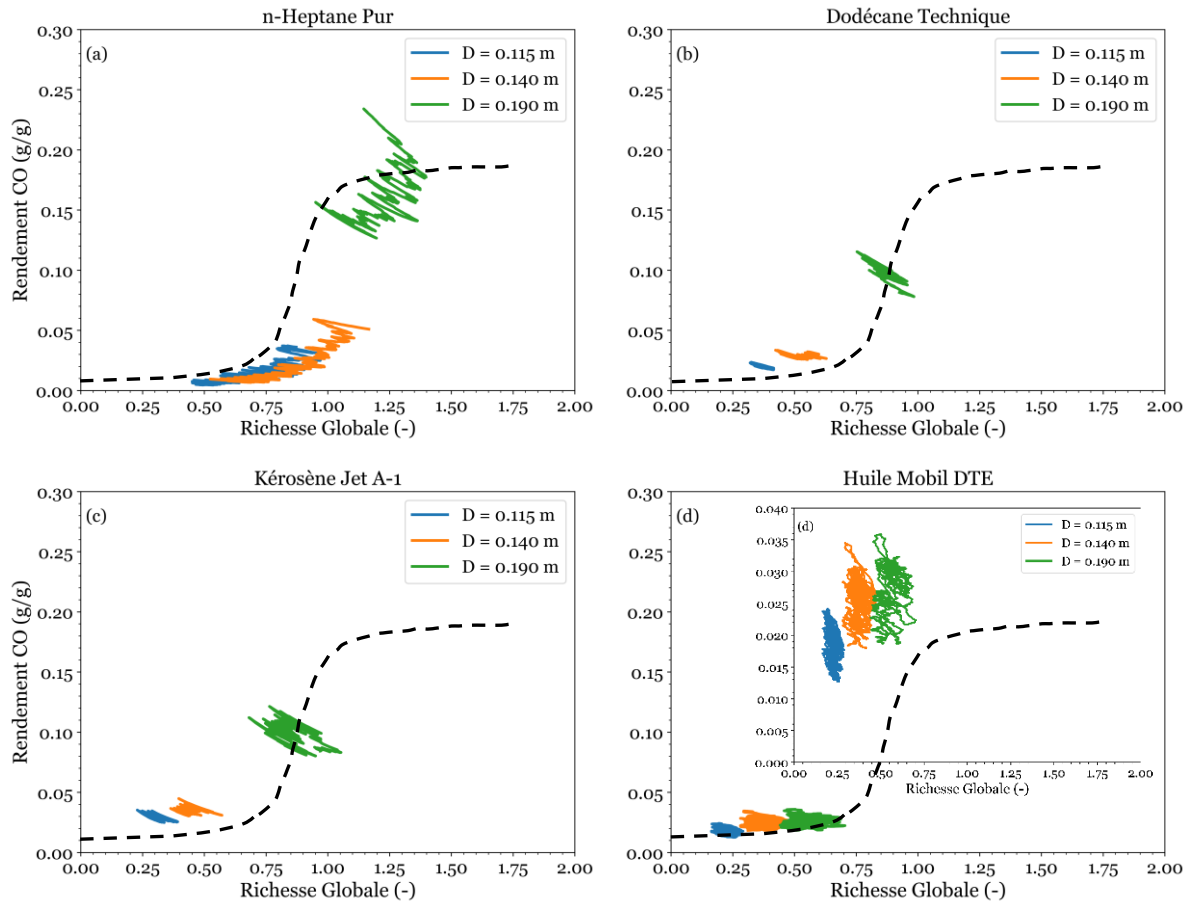 n-Heptane Pur
(a)
D = 0.115 m
D = 0.140 m
D = 0.190 m
0.30
0.25
0.20
0.15
0.10
0.05
0.00
Rendement CO (g/g)
0.00 0.25 0.50 0.75 1.00 1.25 1.50 1.75 2.00
Richesse Globale (-)
Dodécane Technique
(b)
D = 0.115 m
D = 0.140 m
D = 0.190 m
0.30
0.25
0.20
0.15
0.10
0.05
0.00
0.00 0.25 0.50 0.75 1.00 1.25 1.50 1.75 2.00
Richesse Globale (-)
Kérosène Jet A-1
(c)
D = 0.115 m
D = 0.140 m
D = 0.190 m
0.30
0.25
0.20
0.15
0.10
0.05
0.00
Rendement CO (g/g)
0.00 0.25 0.50 0.75 1.00 1.25 1.50 1.75 2.00
Richesse Globale (-)
Huile Mobil DTE
(d)
0.30
0.25
0.20
0.15
0.10
0.05
0.00
0.00 0.25 0.50 0.75 1.00 1.25 1.50 1.75 2.00
Richesse Globale (-)
(d)
D = 0.115 m
D = 0.140 m
D = 0.190 m
0.040
0.035
0.030
0.025
0.020
0.015
0.010
0.005
0.000
0.00 0.25 0.50 0.75 1.00 1.25 1.50 1.75 2.00
Richesse Globale (-)